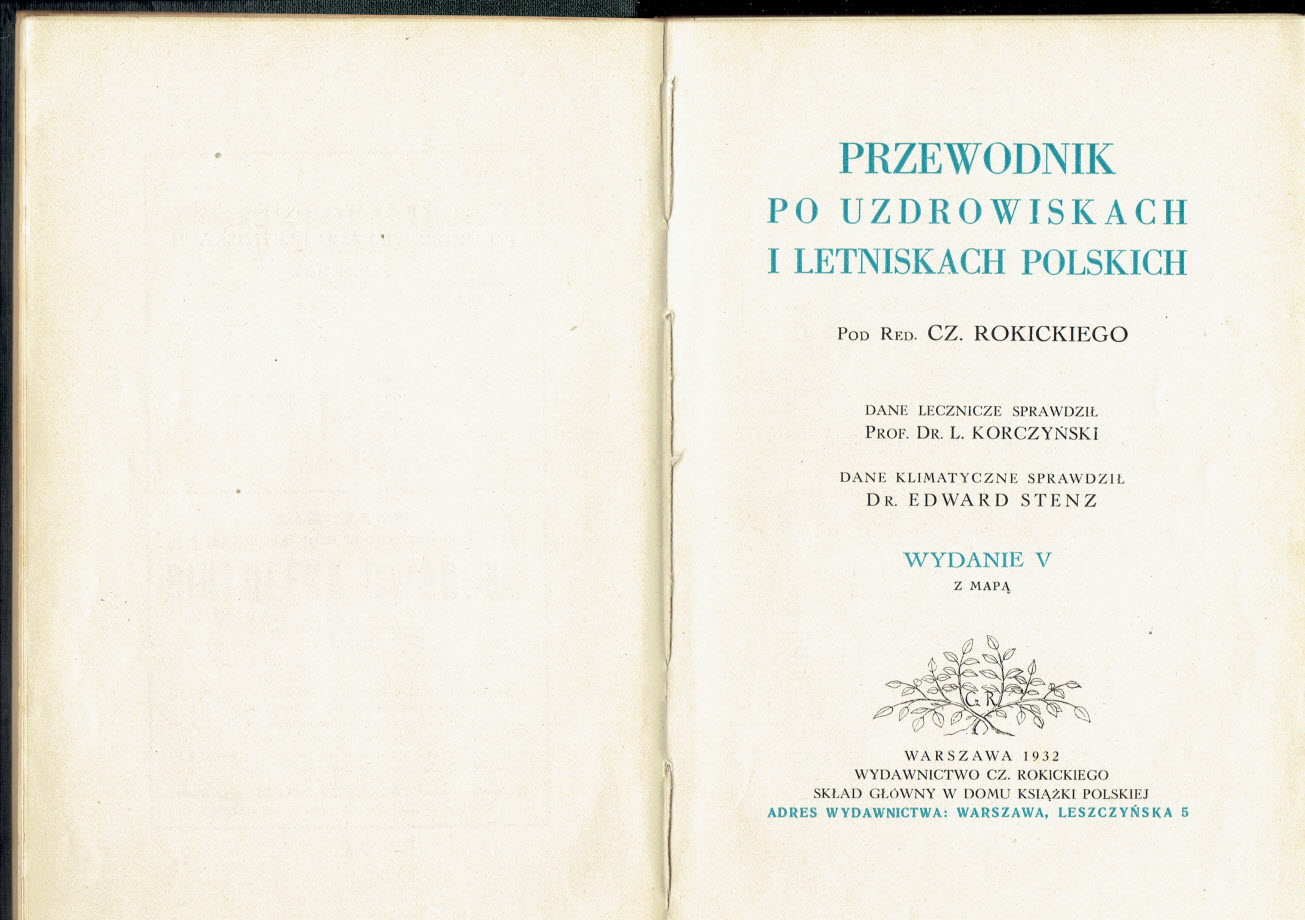 PRZEWODNIK
PO UZDROWISKACH
I LETNISKACH POLSKICH
POD RED. CZ. ROKICKIEGO
DANE LECZNICZE SPRAWDZIŁ
PROF. DR. L. KORCZYŃSKI
DANE KLIMATYCZNE SPRAWDZIŁ
DR. EDWARD STENZ
WYDANIE V
Z MAPĄ
C R
WARSZAWA 1932
WYDAWNICTWO CZ. ROKICKIEGO
SKŁAD GŁÓWNY W DOMU KSIĄŻKI POLSKIEJ
ADRES WYDAWNICTWA: WARSZAWA, LESZCZYŃSKA 5